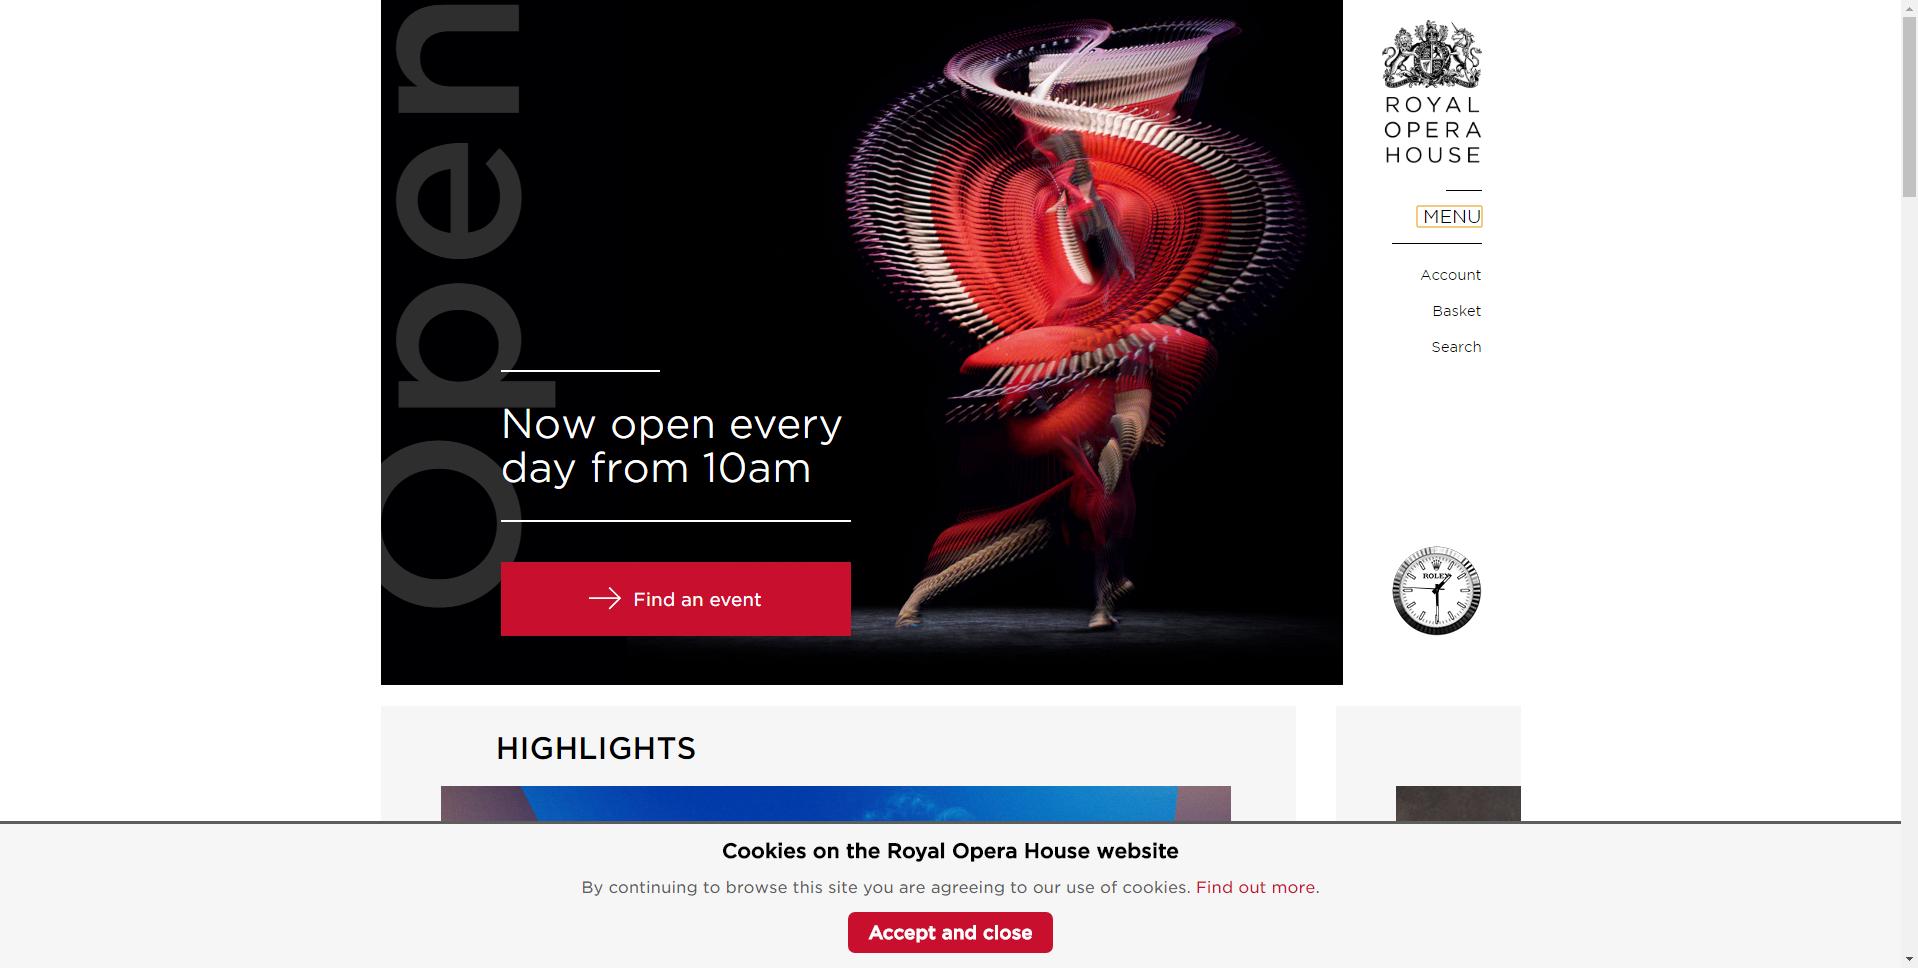 Open
Now open every
day from 10am
Find an event
ROYAL
OPERA
HOUSE
MENU
Account
Basket
Search
ROLEX
HIGHLIGHTS
Cookies on the Royal Opera House website
By continuing to browse this site you are agreeing to our use of cookies. Find out more.
Accept and close